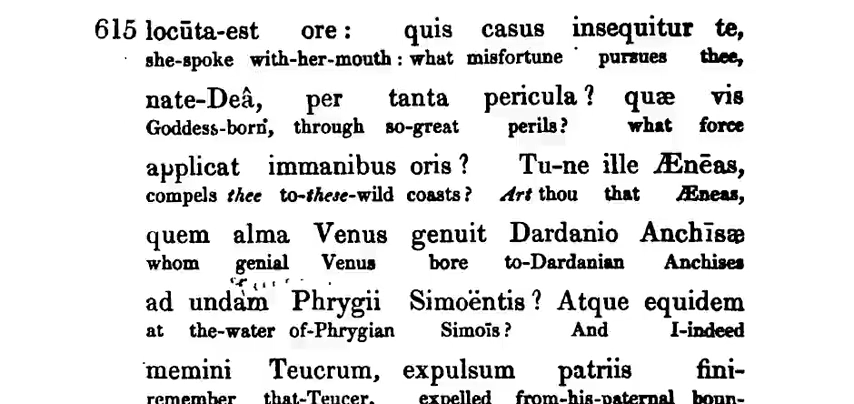 615 locūta-est ore: quis casus insequitur te,
she-spoke with-her-mouth: what misfortune pursues thee,
nate-Deâ, per tanta pericula? quæ vis
Goddess-born, through so-great perils? what force
applicat immanibus oris? Tu-ne ille Ænēas,
compels thee to-these-wild coasts? Art thou that Æneas,
quem alma Venus genuit Dardanio Anchīsæ
whom genial Venus bore to-Dardanian Anchises
ad undam Phrygii Simoëntis? Atque equidem
at the-water of-Phrygian Simoïs? And I-indeed
memini Teucrum, expulsum patriis fini-
remember that-Teucer, expelled from-his-paternal boun-